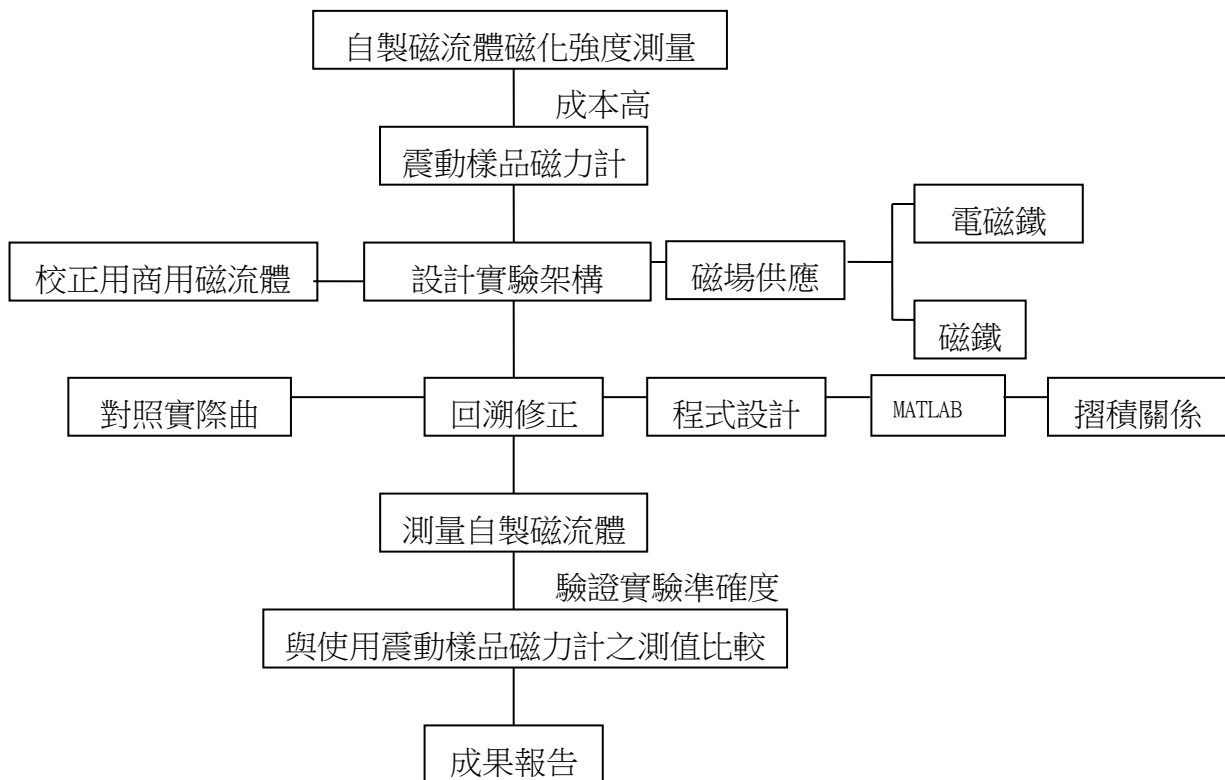 自製磁流體磁化強度測量
成本高
震動樣品磁力計
電磁鐵
校正用商用磁流體
設計實驗架構
磁場供應
磁鐵
對照實際曲
回溯修正
程式設計
MATLAB
摺積關係
測量自製磁流體
驗證實驗準確度
與使用震動樣品磁力計之測值比較
成果報告